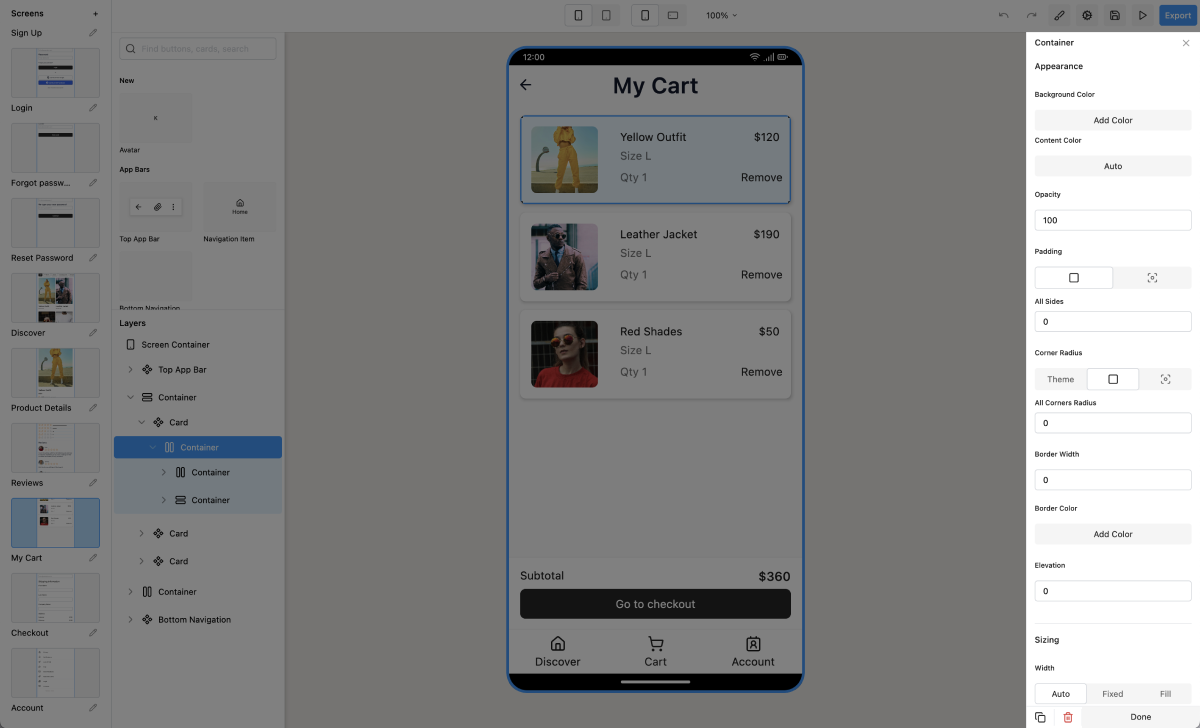 Screens +
Sign Up
Login
Forgot passw...
Reset Password
Discover
Product Details
Reviews
My Cart
Checkout
Account
Find buttons, cards, search
New
Avatar
App Bars
Home
Top App Bar
Navigation Item
Bottom Navigation
Layers
Screen Container
Top App Bar
Container
Card
Container
Container
Container
Card
Card
Container
Bottom Navigation
100%
12:00
My Cart
Yellow Outfit $120
Size L
Qty 1 Remove
Leather Jacket $190
Size L
Qty 1 Remove
Red Shades $50
Size L
Qty 1 Remove
Subtotal $360
Go to checkout
Discover Cart Account
Export
Container
Appearance
Background Color
Add Color
Content Color
Auto
Opacity
100
Padding
All Sides
0
Corner Radius
Theme
All Corners Radius
0
Border Width
0
Border Color
Add Color
Elevation
0
Sizing
Width
Auto Fixed Fill
Done